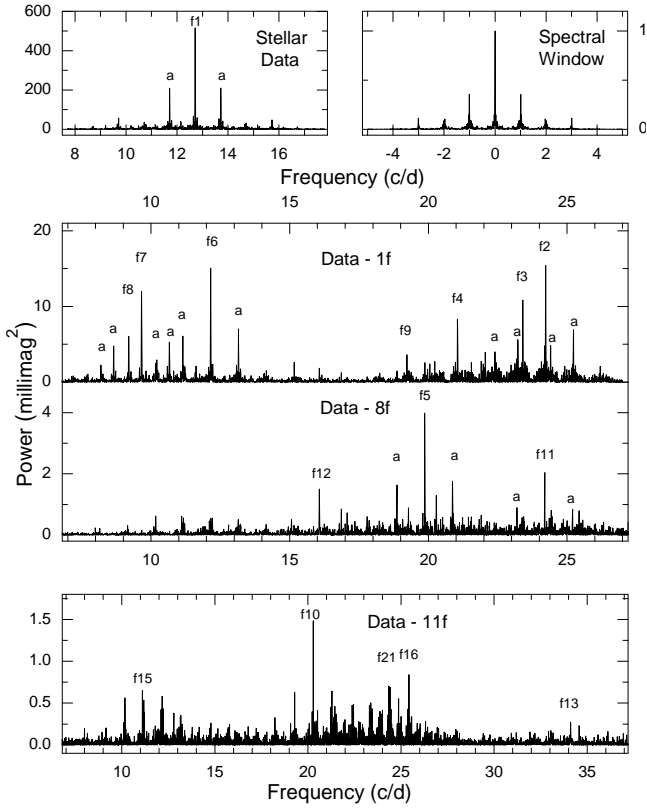 600 f1 Stellar Spectral 1
400 Data Window
a a
200
0 0
8 10 12 14 16 -4 -2 0 2 4
Frequency (c/d) Frequency (c/d)
10 15 20 25
20
f7 f6 Data - 1f f2
f8 f3
10 f4
a a a f9 a a
a a a a a
0
Data - 8f f5
4
a a f11
2 f12 a a
0
10 15 20 25
Power (millimag²)
f10 Data - 11f
1.5
1.0 f21 f16
f15
0.5 f13
0.0
10 15 20 25 30 35
Frequency (c/d)